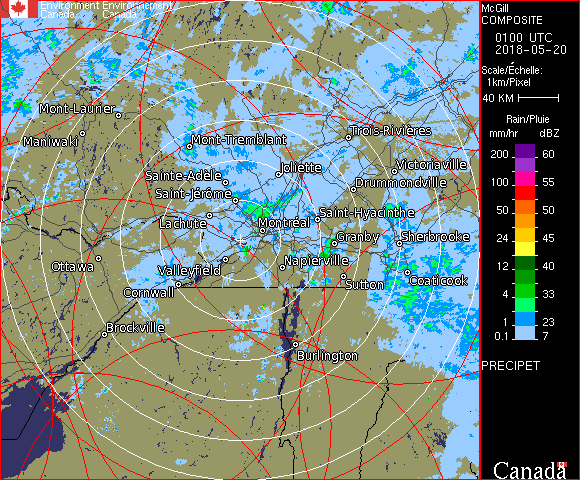 Environment Environnement
Canada Canada
Mont-Laurier
Maniwaki
Mont-Tremblant
Trois-Rivières
Joliette
Victoriaville
Sainte-Adèle
Drummondville
Saint-Jérôme
Saint-Hyacinthe
Lachute
Montréal
Granby
Sherbrooke
Ottawa
Valleyfield
Napierville
Coaticook
Cornwall
Sutton
Brockville
Burlington
McGill
COMPOSITE
0100 UTC
2018-05-20
Scale/Échelle:
1km/Pixel
40 KM
Rain/Pluie
mm/hr dBZ
200 60
100 55
50 50
24 45
12 40
4 33
1 23
0.1 7
PRECIPET
Canada